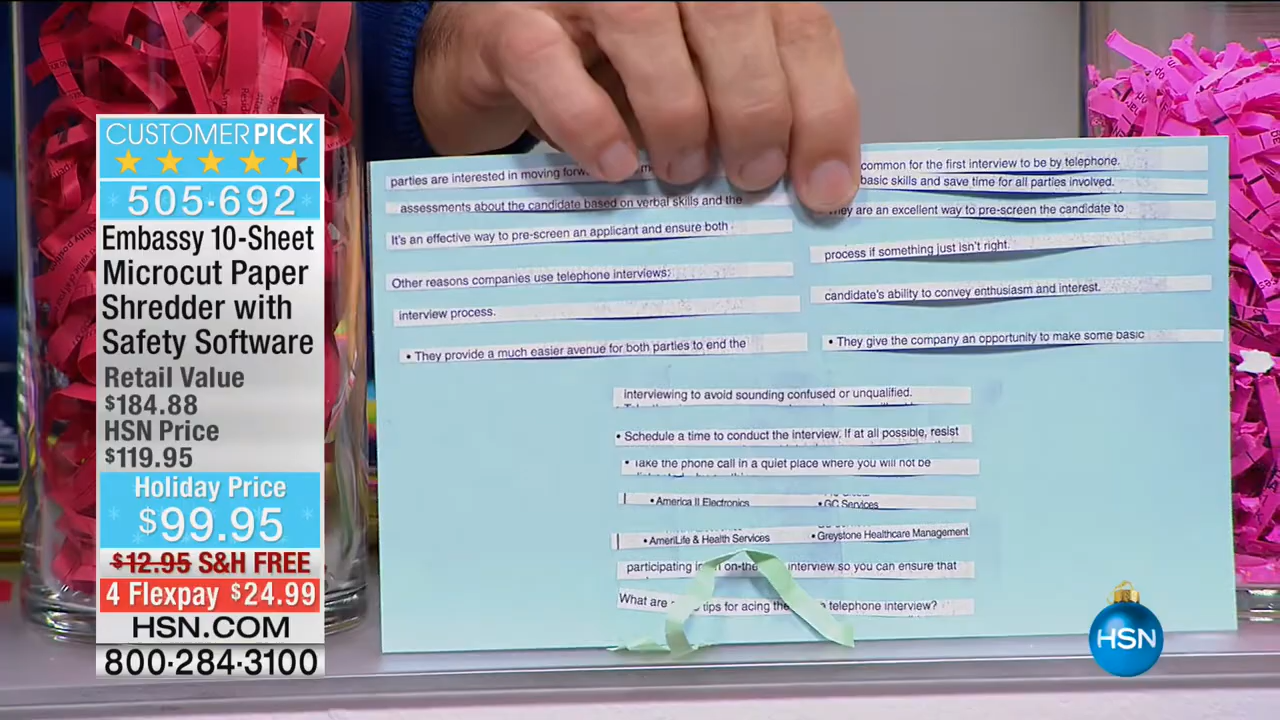 CUSTOMERPICK
505-692
Embassy 10-Sheet
Microcut Paper
Shredder with
Safety Software
Retail Value
$184.88
HSN Price
$119.95
Holiday Price
$99.95
$12.95 S&H FREE
4 Flexpay $24.99
HSN.COM
800-284-3100
parties are interested in moving
assessments about the candidate based on verbal skills and the
It's an effective way to pre-screen an applicant and ensure both
Other reasons companies use telephone interviews:
interview process.
• They provide a much easier avenue for both parties to end the
common for the first interview to be by telephone.
basic skills and save time for all parties involved.
They are an excellent way to pre-screen the candidate to
process if something just isn't right.
candidate's ability to convey enthusiasm and interest.
• They give the company an opportunity to make some basic
interviewing to avoid sounding confused or unqualified.
• Schedule a time to conduct the interview. If at all possible, resist
• Take the phone call in a quiet place where you will not be
• America II Electronics • GC Services
• AmeriLife & Health Services • Greystone Healthcare Management
participating in interview so you can ensure that
What are tips for acing telephone interview?
HSN